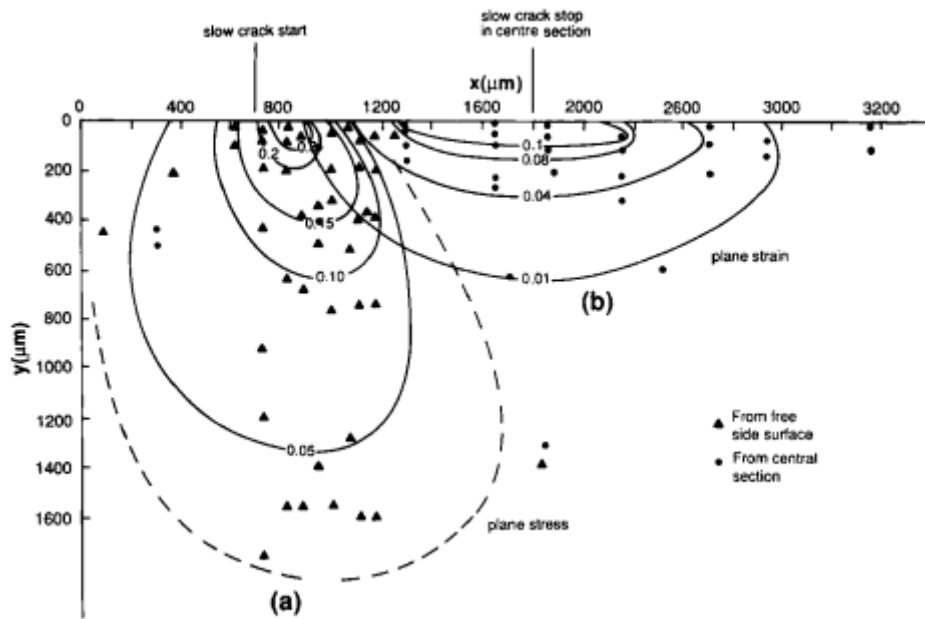 slow crack start
slow crack stop
in centre section
x(μm)
0 400 800 1200 1600 2000 2600 2900 3200
0
200
400
600
800
1000
1200
1400
1600
y(μm)
0.2
0.15
0.10
0.05
0.1
0.08
0.04
0.01
plane strain
(b)
From free
side surface
From central
section
plane stress
(a)